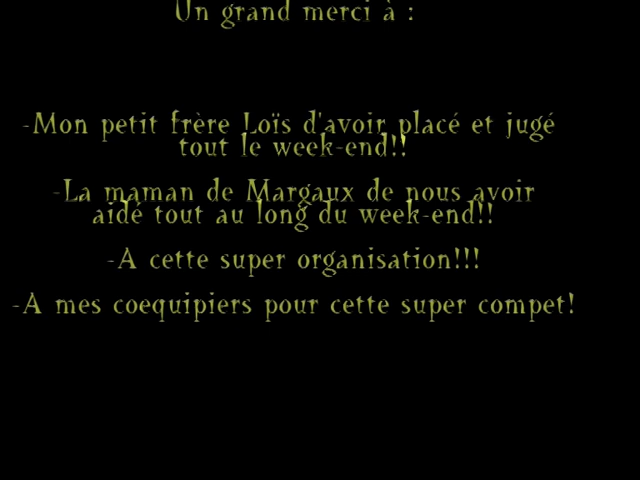 Un grand merci à :
-Mon petit frère Loïs d'avoir placé et jugé
tout le week-end!!
-La maman de Margaux de nous avoir
aidé tout au long du week-end!!
-A cette super organisation!!!
-A mes coequipiers pour cette super compet!